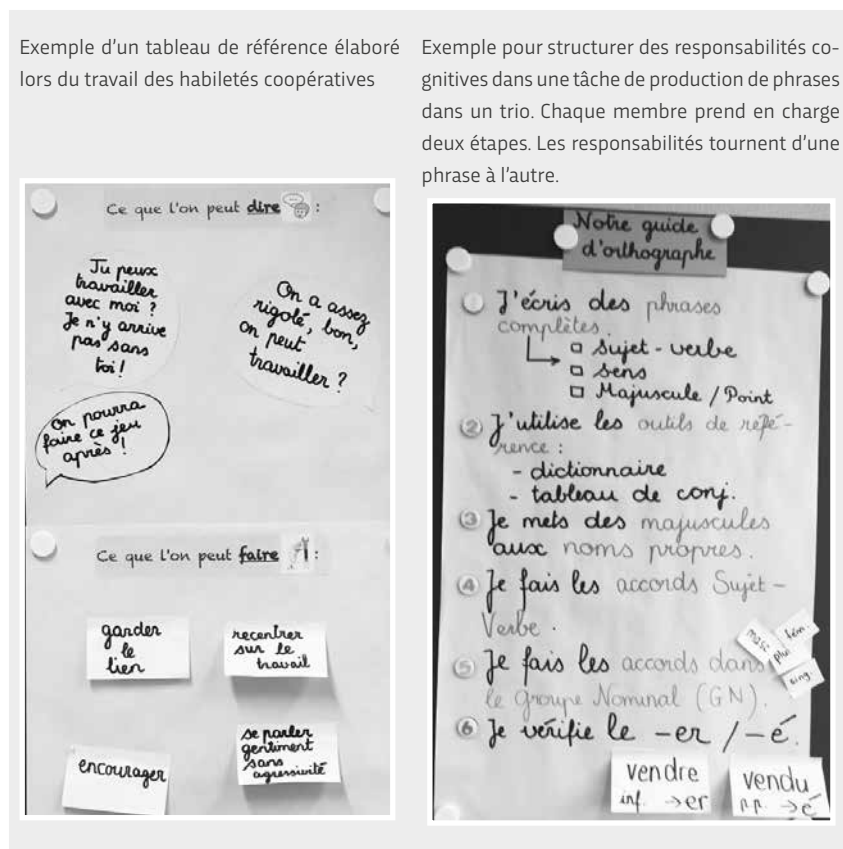 Exemple d'un tableau de référence élaboré
lors du travail des habiletés coopératives
Exemple pour structurer des responsabilités co-
gnitives dans une tâche de production de phrases
dans un trio. Chaque membre prend en charge
deux étapes. Les responsabilités tournent d'une
phrase à l'autre.
Ce que l'on peut dire :
Tu peux
travailler
avec moi ?
Je n'y arrive
pas sans
toi !
On a assez
rigolé, bon,
on peut
travailler ?
On pourra
faire ce jeu
après !
Ce que l'on peut faire :
garder
le
lien
recentrer
sur le
travail
encourager
se parler
gentiment
sans
agressivité
Notre guide
d'orthographe
1 J'écris des phrases
complètes.
Sujet - verbe
Sens
Majuscule / Point
2 J'utilise les outils de réfé-
rence :
- dictionnaire
- tableau de conj.
3 Je mets des majuscules
aux noms propres.
4 Je fais les accords Sujet -
Verbe.
5 Je fais les accords dans
le Groupe Nominal (GN).
masc.
fém.
plu
sing.
6 Je vérifie le -er / -é.
vendre
inf. → er
vendu
p.p. → é